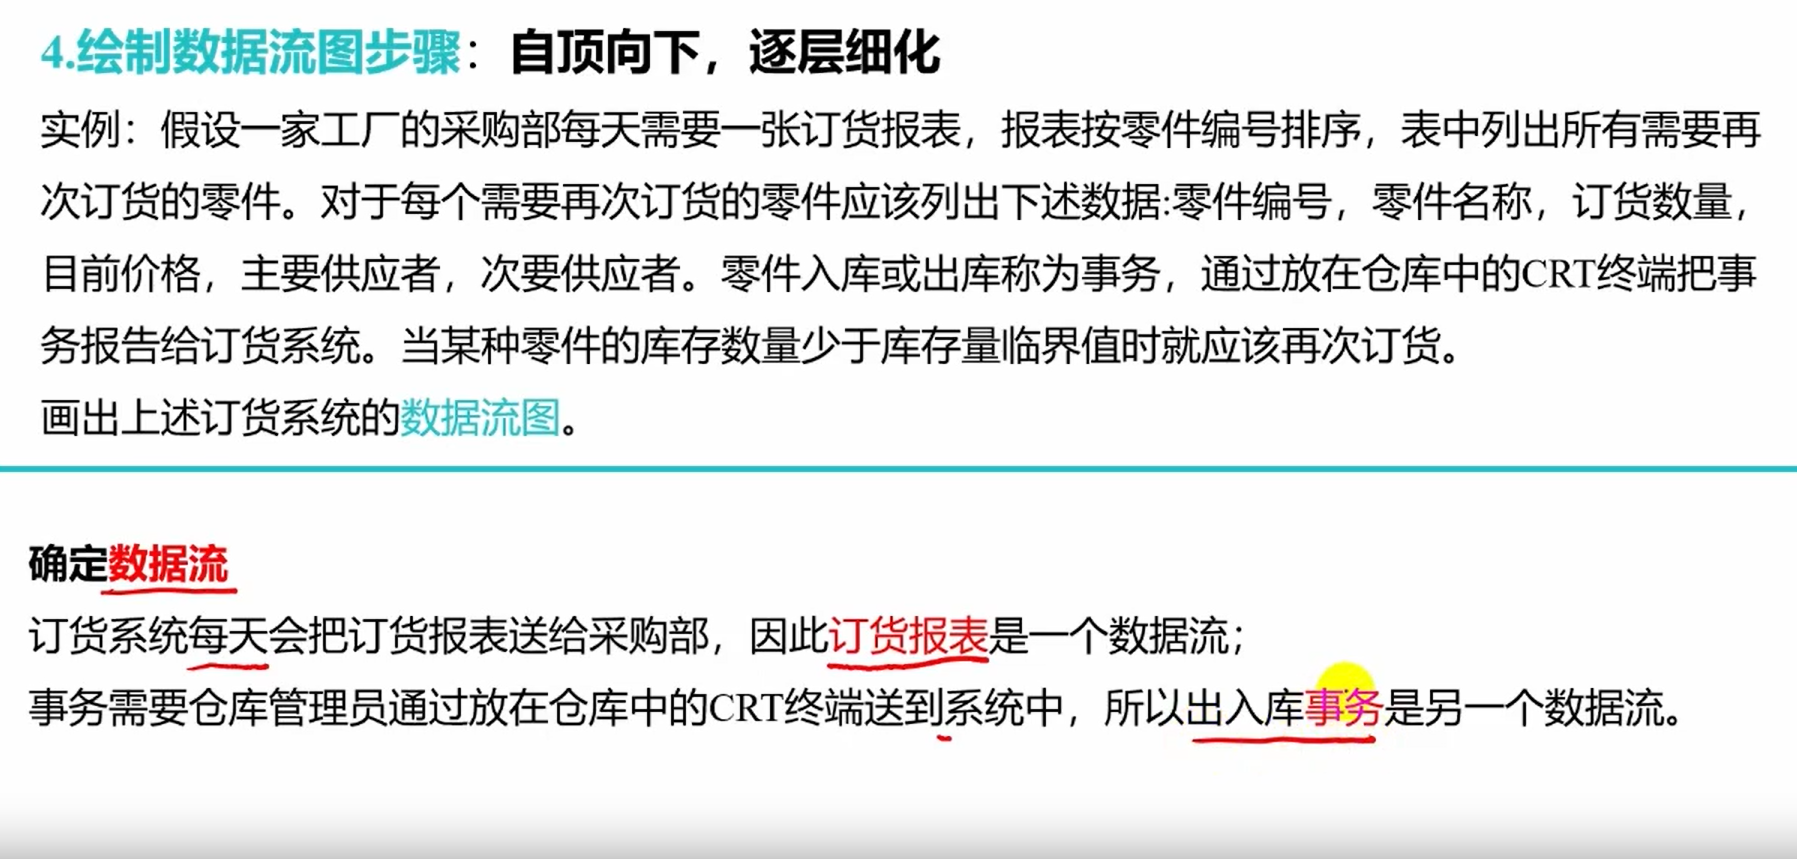 4.绘制数据流图步骤：自顶向下，逐层细化
实例：假设一家工厂的采购部每天需要一张订货报表，报表按零件编号排序，表中列出所有需要再
次订货的零件。对于每个需要再次订货的零件应该列出下述数据:零件编号，零件名称，订货数量，
目前价格，主要供应者，次要供应者。零件入库或出库称为事务，通过放在仓库中的CRT终端把事
务报告给订货系统。当某种零件的库存数量少于库存量临界值时就应该再次订货。
画出上述订货系统的数据流图。
确定数据流
订货系统每天会把订货报表送给采购部，因此订货报表是一个数据流；
事务需要仓库管理员通过放在仓库中的CRT终端送到系统中，所以出入库事务是另一个数据流。